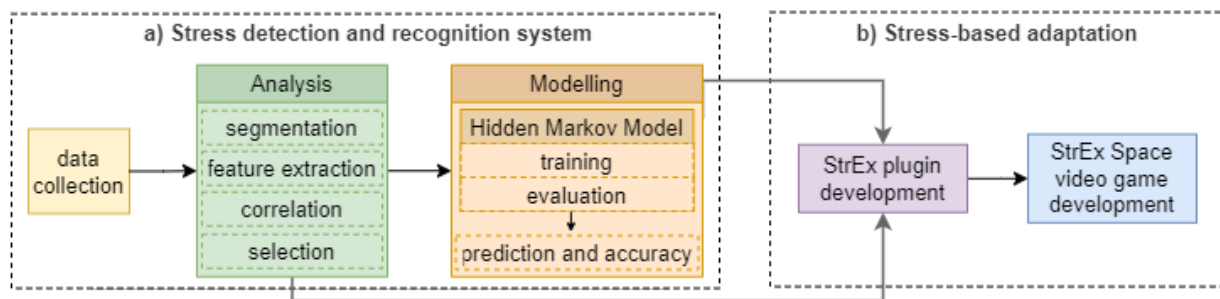 a) Stress detection and recognition system
data
collection
Analysis
segmentation
feature extraction
correlation
selection
Modelling
Hidden Markov Model
training
evaluation
prediction and accuracy
b) Stress-based adaptation
StrEx plugin
development
StrEx Space
video game
development